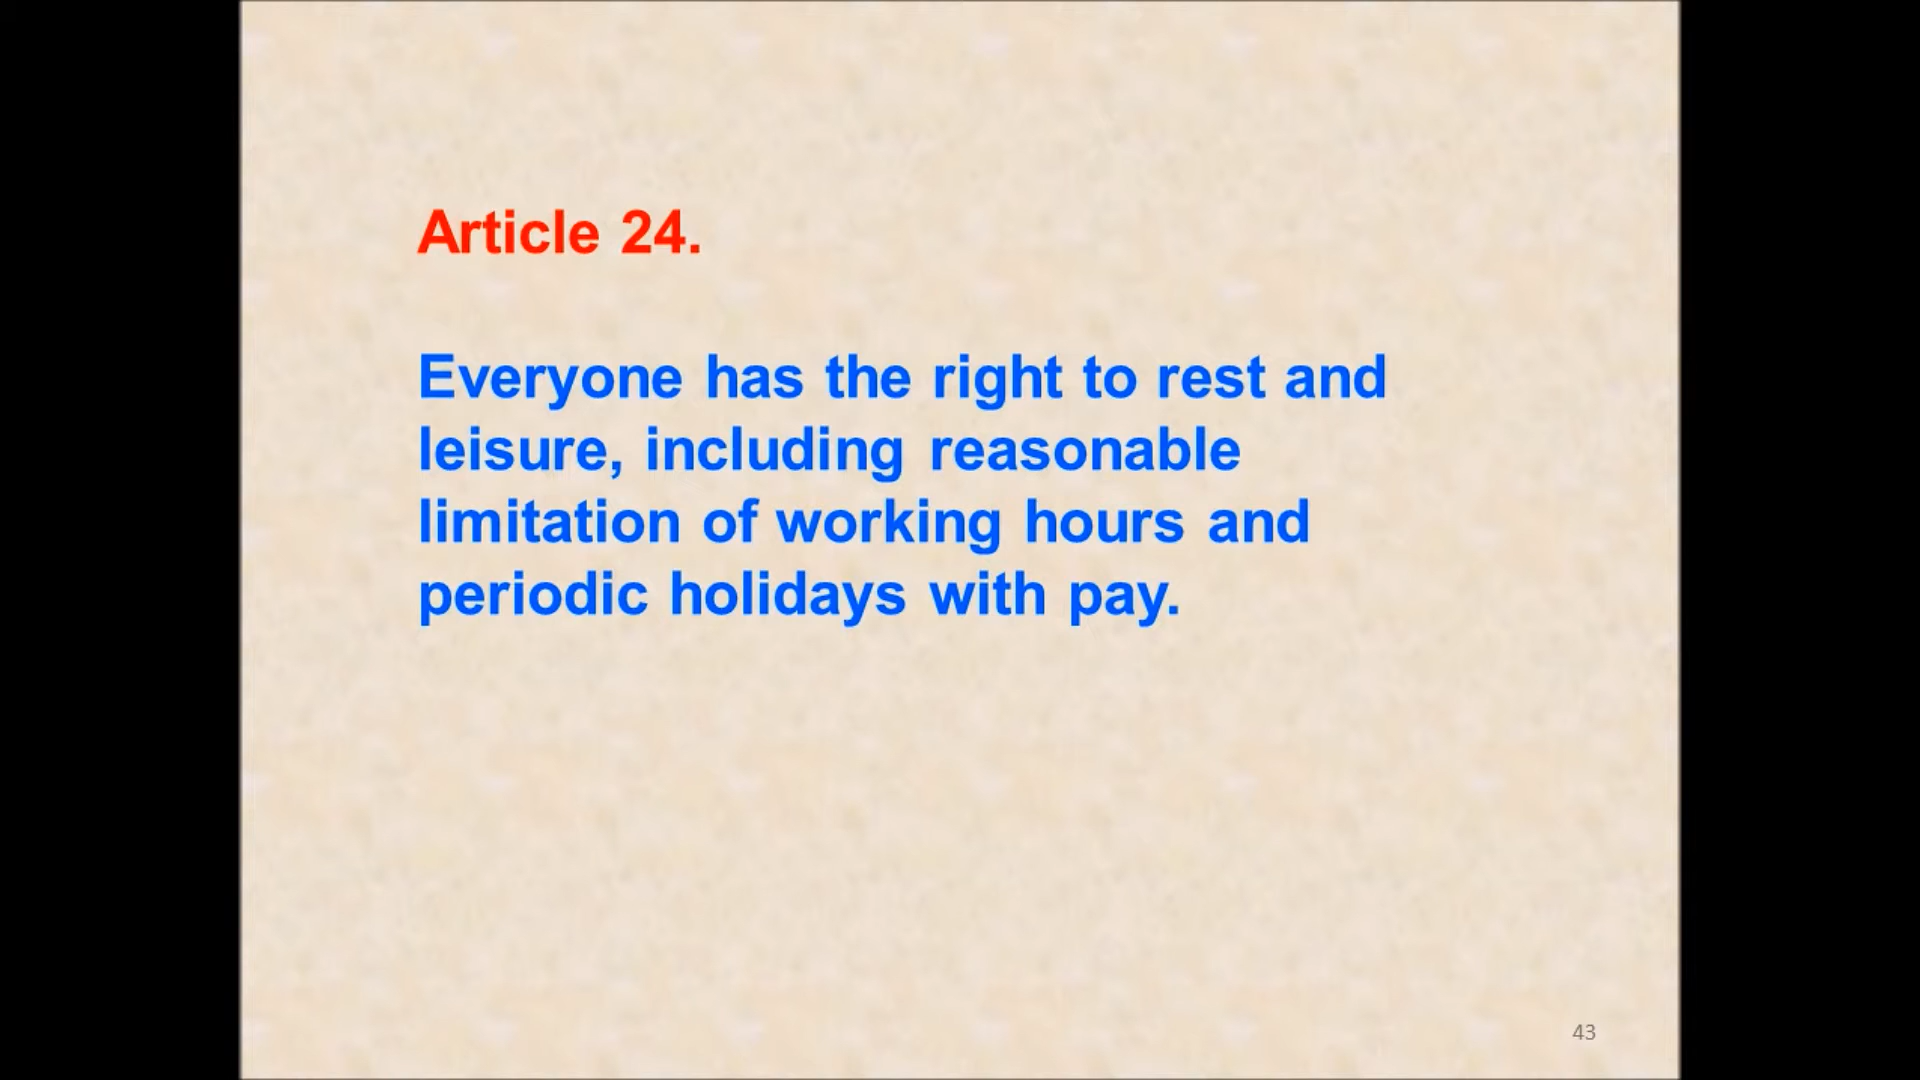 Article 24.
Everyone has the right to rest and
leisure, including reasonable
limitation of working hours and
periodic holidays with pay.
43